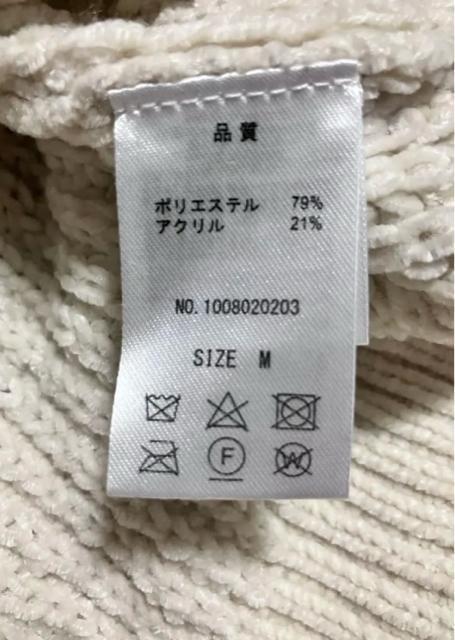 品質
ポリエステル 79%
アクリル 21%
NO.1008020203
SIZE M
F W